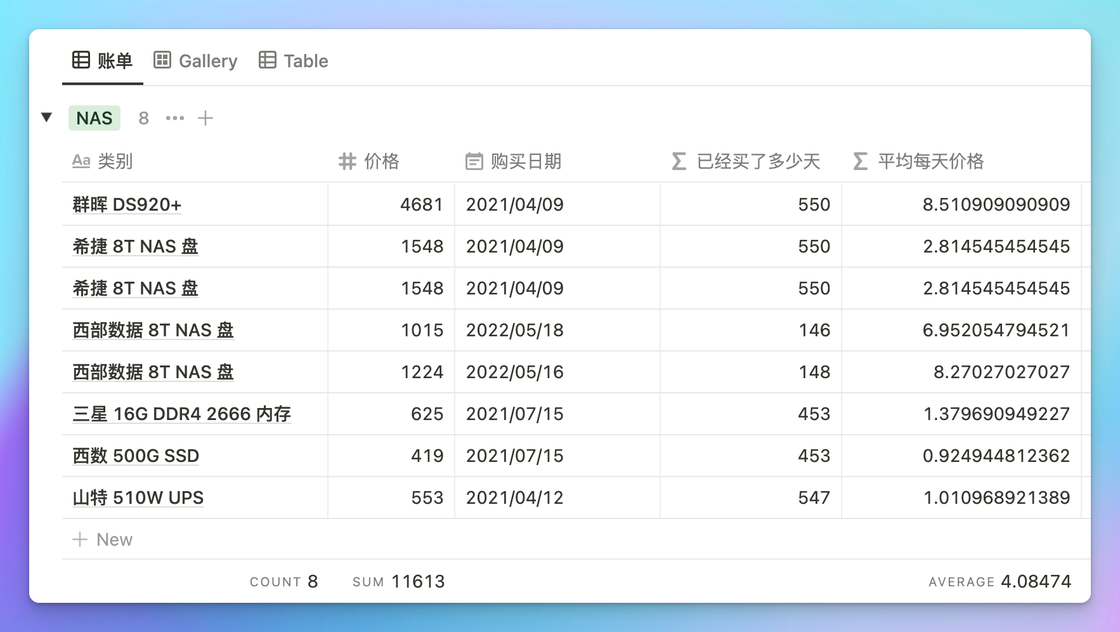 账单 Gallery Table
NAS 8
Aa 类别 价格 购买日期 已经买了多少天 平均每天价格
群晖 DS920+ 4681 2021/04/09 550 8.510909090909
希捷 8T NAS 盘 1548 2021/04/09 550 2.814545454545
希捷 8T NAS 盘 1548 2021/04/09 550 2.814545454545
西部数据 8T NAS 盘 1015 2022/05/18 146 6.952054794521
西部数据 8T NAS 盘 1224 2022/05/16 148 8.27027027027
三星 16G DDR4 2666 内存 625 2021/07/15 453 1.379690949227
西数 500G SSD 419 2021/07/15 453 0.924944812362
山特 510W UPS 553 2021/04/12 547 1.010968921389
New
COUNT 8 SUM 11613 AVERAGE 4.08474